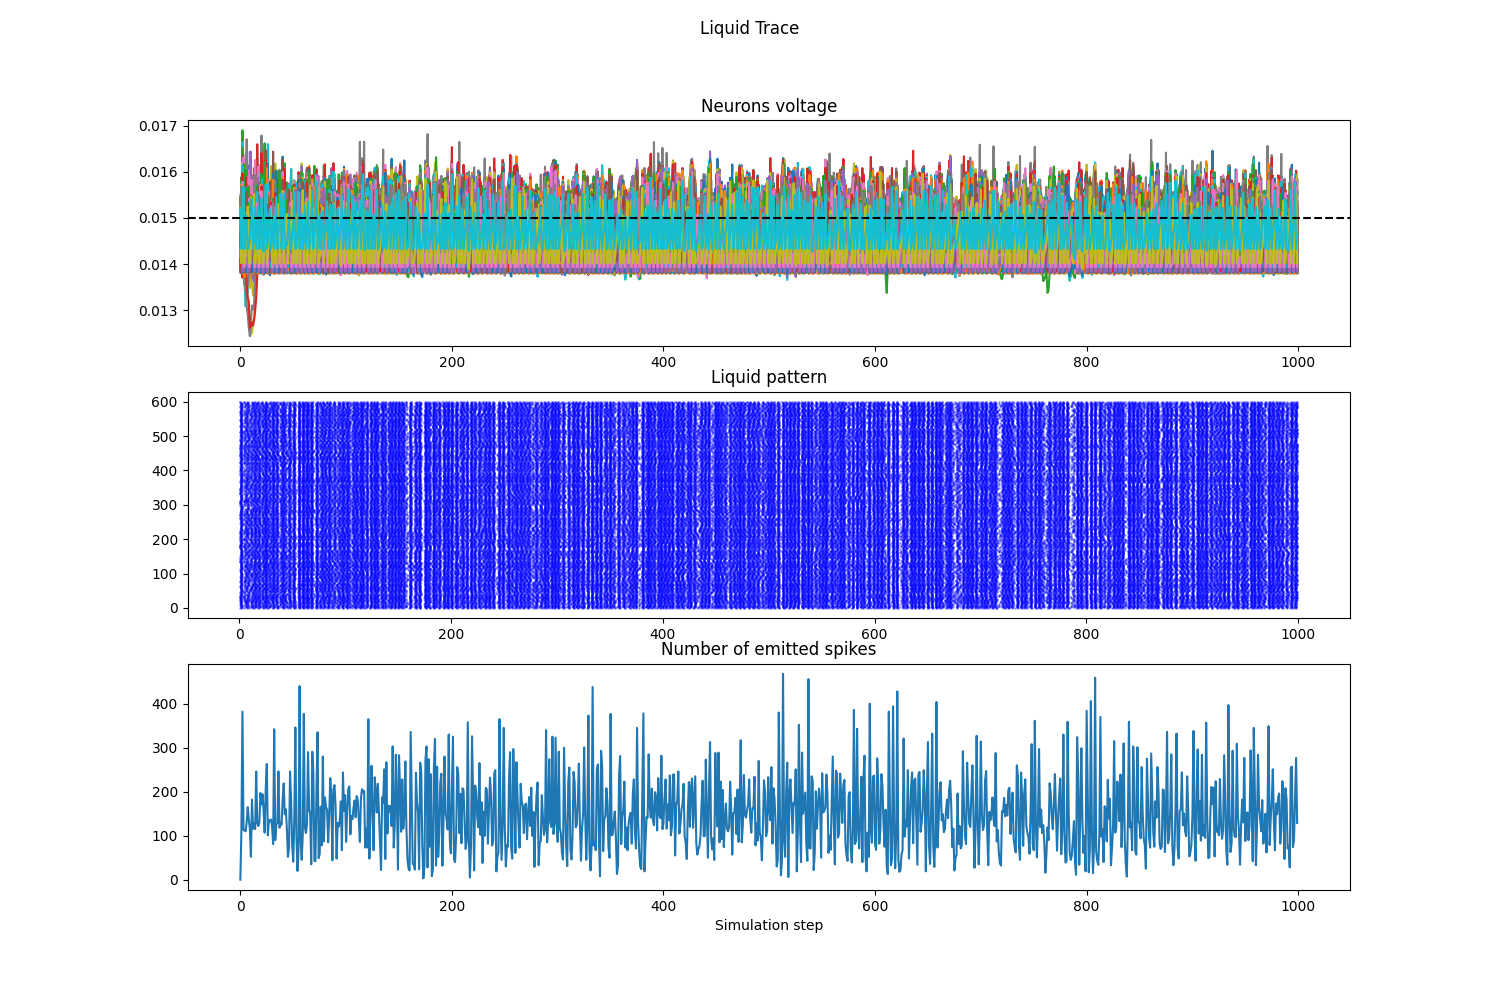 Liquid Trace
Neurons voltage
0.017
0.016
0.015
0.014
0.013
0 200 400 600 800 1000
Liquid pattern
600
500
400
300
200
100
0
0 200 400 600 800 1000
Number of emitted spikes
400
300
200
100
0
0 200 400 600 800 1000
Simulation step